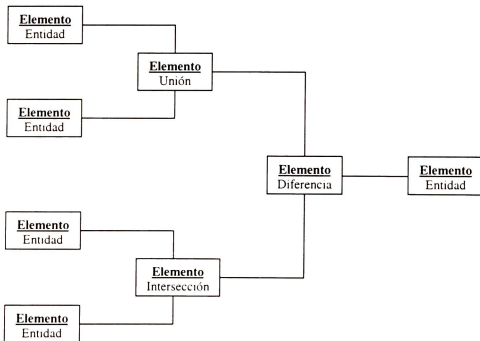 Elemento
Entidad
Elemento
Unión
Elemento
Entidad
Elemento
Diferencia
Elemento
Entidad
Elemento
Entidad
Elemento
Intersección
Elemento
Entidad